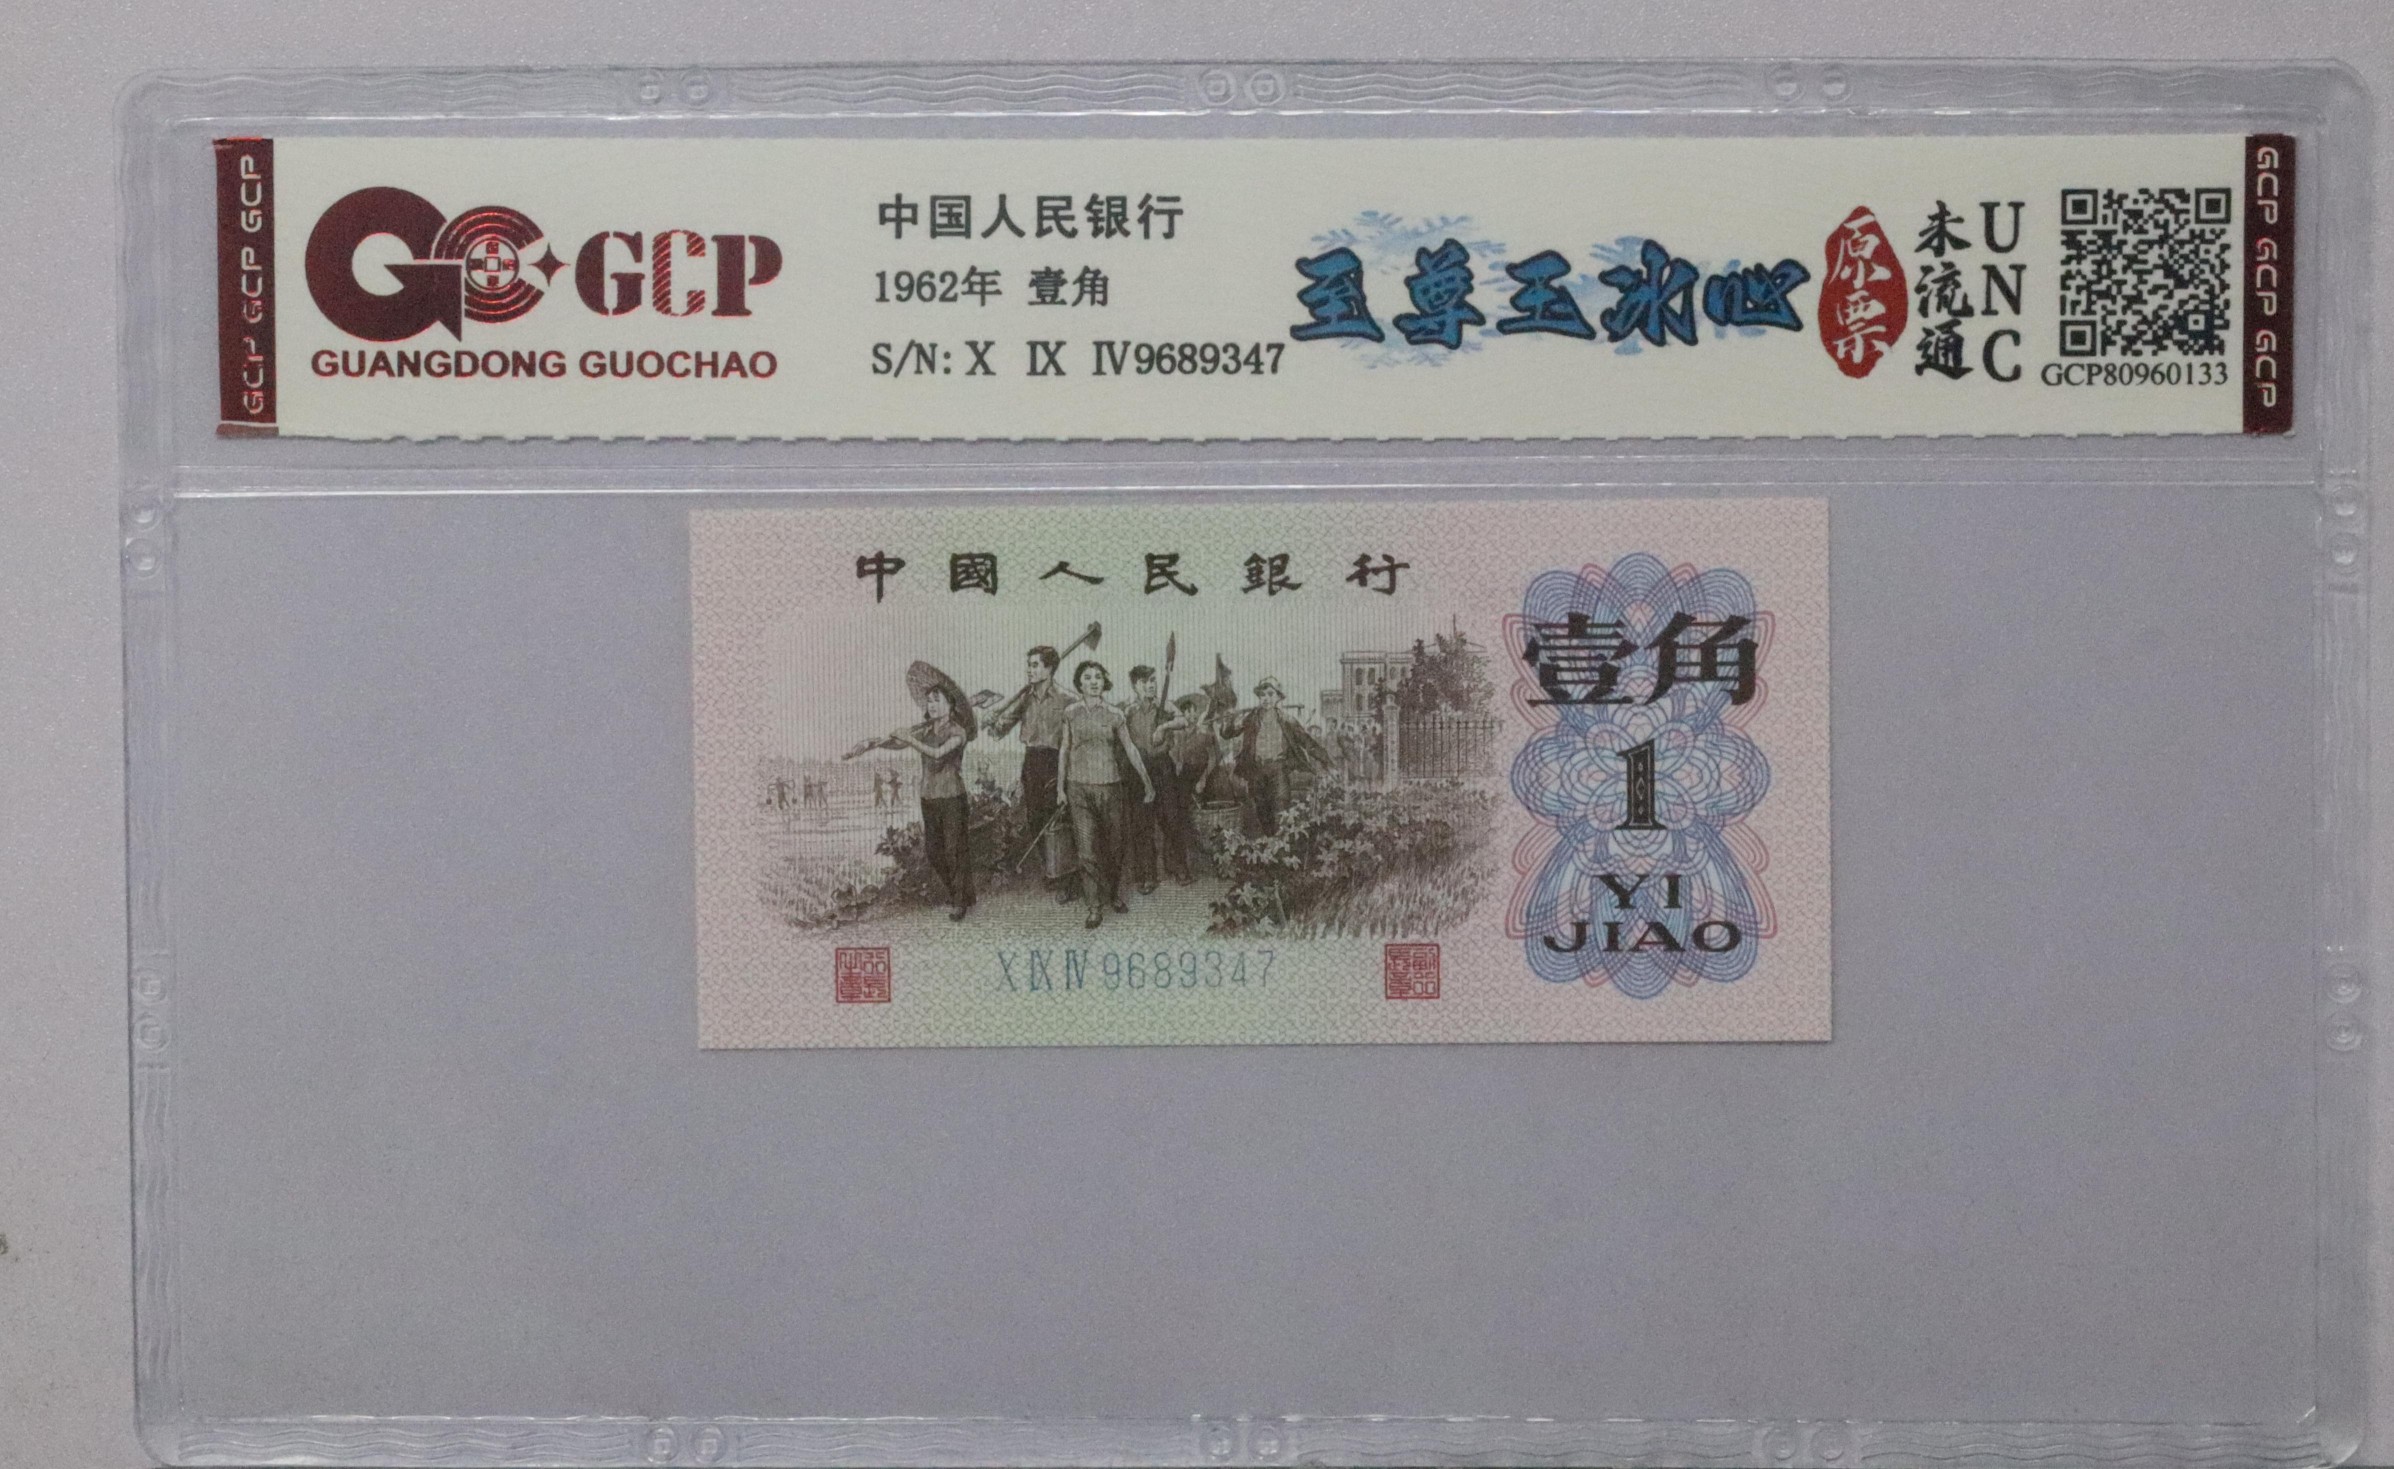 GCP GCP GCP
GCP
GUANGDONG GUOCHAO
中国人民银行
1962年 壹角
S/N: X IX IV9689347
至尊玉冰心
原票
未流通
UNC
GCP80960133
GCP GCP GCP
中國人民銀行
壹角
1
YI
JIAO
X IX IV 9689347